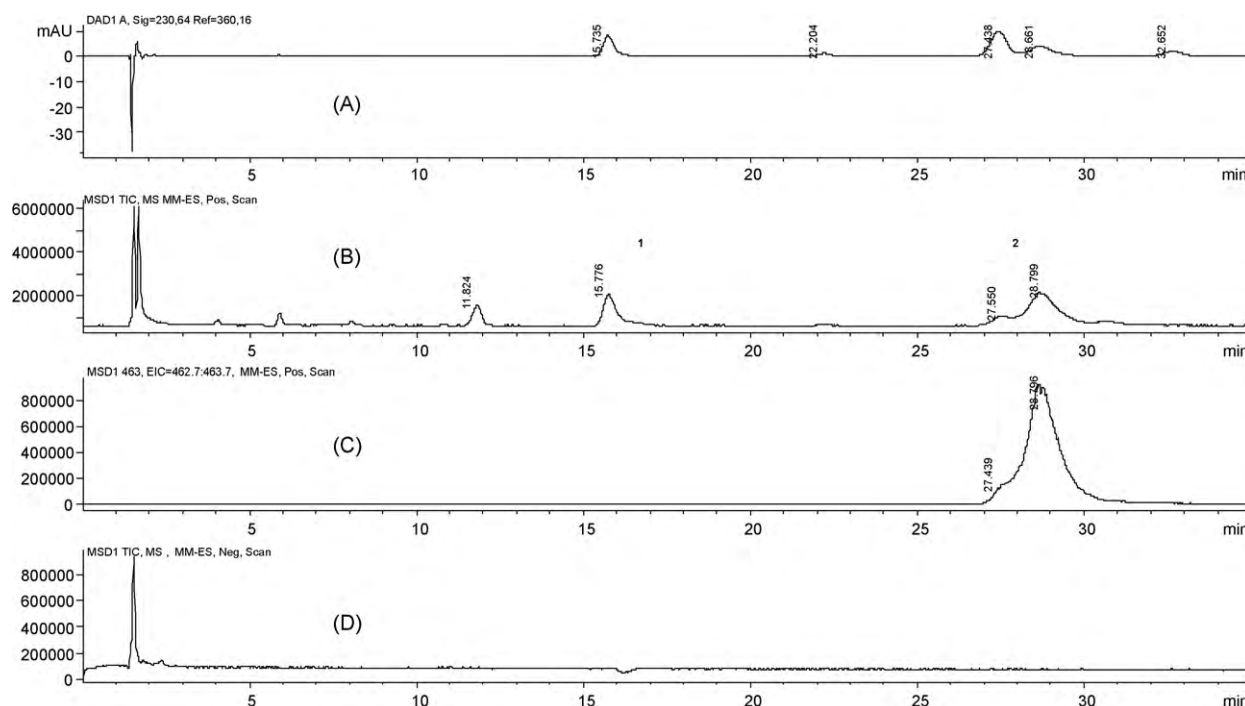 DAD1 A, Sig=230,64 Ref=360,16
mAU
0
-10
-20
-30
15.735
22.204
27.438
28.661
32.652
(A)
5 10 15 20 25 30 min
MSD1 TIC, MS MM-ES, Pos, Scan
6000000
4000000
2000000
11.824
15.776
1
27.550
2
28.799
(B)
5 10 15 20 25 30 min
MSD1 463, EIC=462.7:463.7, MM-ES, Pos, Scan
800000
600000
400000
200000
0
27.439
28.796
(C)
5 10 15 20 25 30 min
MSD1 TIC, MS , MM-ES, Neg, Scan
800000
600000
400000
200000
0
(D)
5 10 15 20 25 30 min